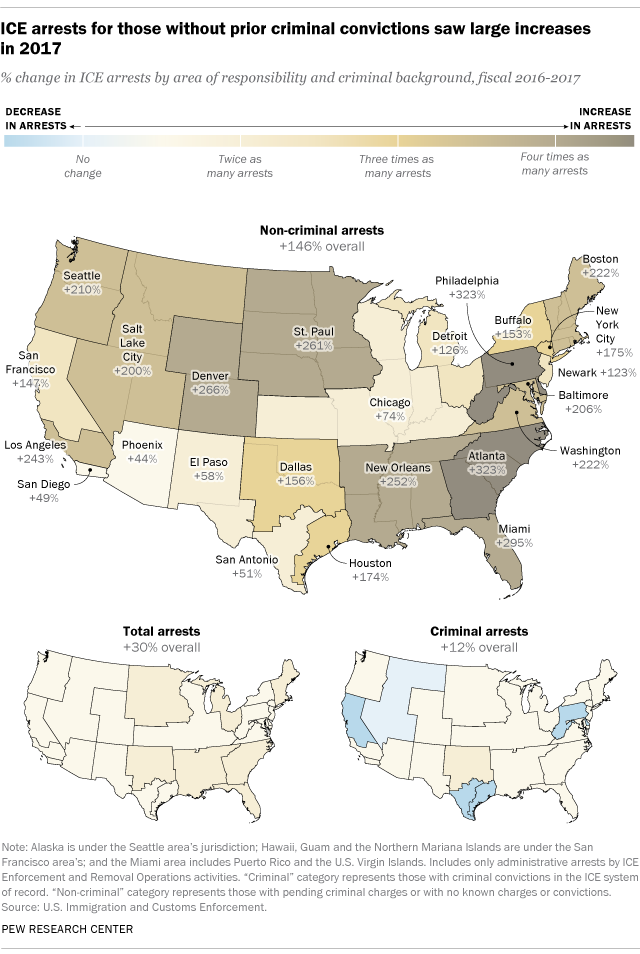 ICE arrests for those without prior criminal convictions saw large increases
in 2017
% change in ICE arrests by area of responsibility and criminal background, fiscal 2016-2017
DECREASE
IN ARRESTS
INCREASE
IN ARRESTS
No
change
Twice as
many arrests
Three times as
many arrests
Four times as
many arrests
Non-criminal arrests
+146% overall
Seattle
+210%
Salt
Lake
City
+200%
San
Francisco
+147%
Los Angeles
+243%
San Diego
+49%
Phoenix
+44%
Denver
+266%
El Paso
+58%
St. Paul
+261%
Chicago
+74%
Dallas
+156%
San Antonio
+51%
Houston
+174%
New Orleans
+252%
Detroit
+126%
Philadelphia
+323%
Buffalo
+153%
Boston
+222%
New
York
City
+175%
Newark +123%
Baltimore
+206%
Washington
+222%
Atlanta
+323%
Miami
+295%
Total arrests
+30% overall
Criminal arrests
+12% overall
Note: Alaska is under the Seattle area's jurisdiction; Hawaii, Guam and the Northern Mariana Islands are under the San
Francisco area's; and the Miami area includes Puerto Rico and the U.S. Virgin Islands. Includes only administrative arrests by ICE
Enforcement and Removal Operations activities. “Criminal” category represents those with criminal convictions in the ICE system
of record. “Non-criminal” category represents those with pending criminal charges or with no known charges or convictions.
Source: U.S. Immigration and Customs Enforcement.
PEW RESEARCH CENTER